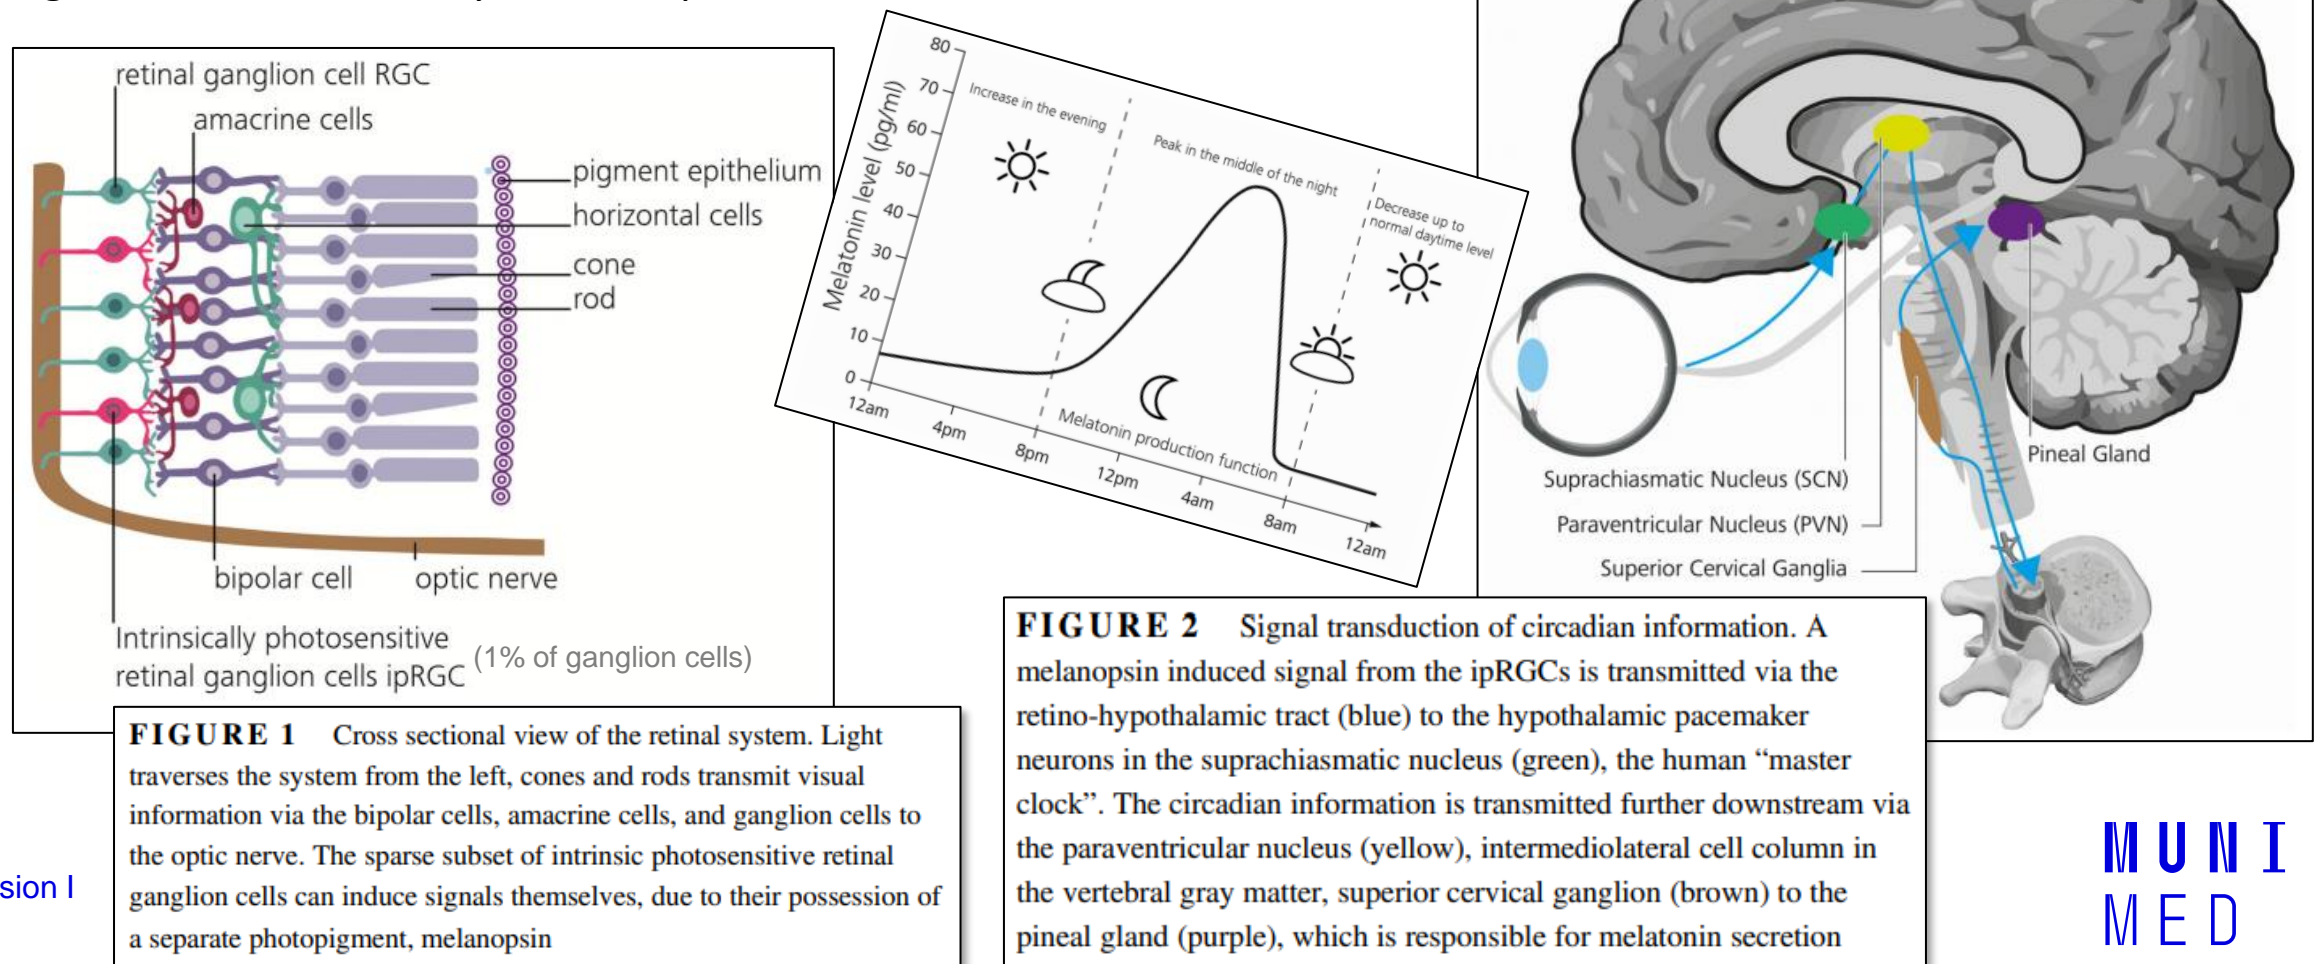 retinal ganglion cell RGC
amacrine cells
pigment epithelium
horizontal cells
cone
rod
bipolar cell
optic nerve
Intrinsically photosensitive
retinal ganglion cells ipRGC
(1% of ganglion cells)
FIGURE 1 Cross sectional view of the retinal system. Light
traverses the system from the left, cones and rods transmit visual
information via the bipolar cells, amacrine cells, and ganglion cells to
the optic nerve. The sparse subset of intrinsic photosensitive retinal
ganglion cells can induce signals themselves, due to their possession of
a separate photopigment, melanopsin
Melatonin level (pg/ml)
80
70
60
50
40
30
20
10
0
Increase in the evening
Peak in the middle of the night
Decrease up to
normal daytime level
Melatonin production function
12am
4pm
8pm
12pm
4am
8am
12am
Pineal Gland
Suprachiasmatic Nucleus (SCN)
Paraventricular Nucleus (PVN)
Superior Cervical Ganglia
FIGURE 2 Signal transduction of circadian information. A
melanopsin induced signal from the ipRGCs is transmitted via the
retino-hypothalamic tract (blue) to the hypothalamic pacemaker
neurons in the suprachiasmatic nucleus (green), the human “master
clock”. The circadian information is transmitted further downstream via
the paraventricular nucleus (yellow), intermediolateral cell column in
the vertebral gray matter, superior cervical ganglion (brown) to the
pineal gland (purple), which is responsible for melatonin secretion
sion I
MUNI
MED